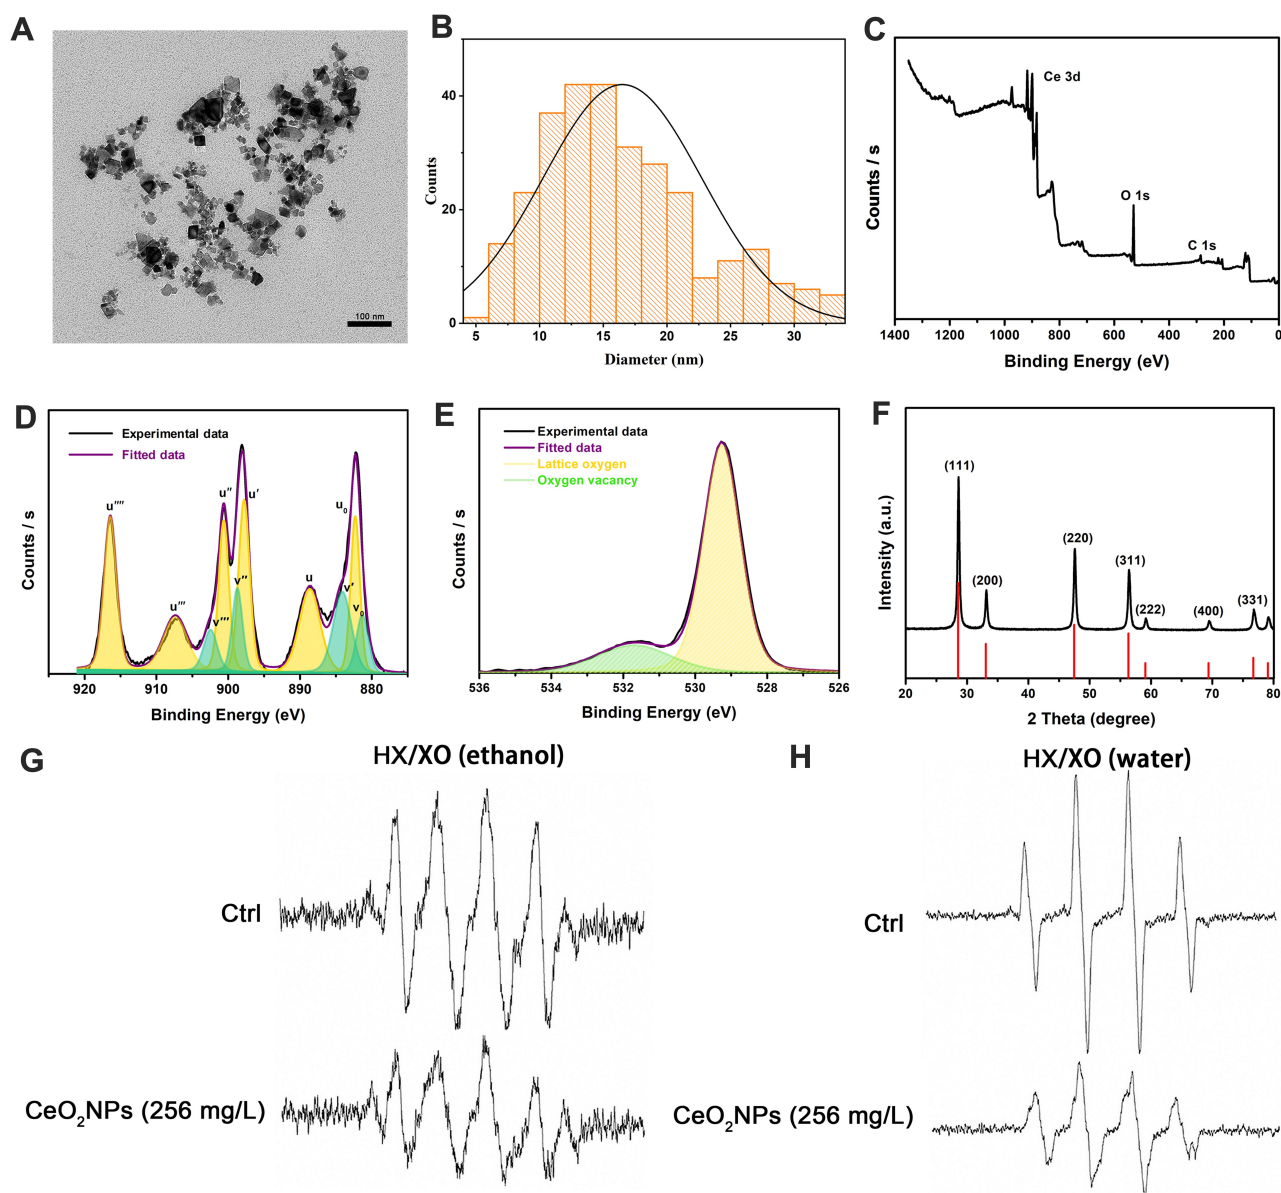 A
100 nm
B
Counts
40
20
0
5 10 15 20 25 30
Diameter (nm)
C
Counts / s
Ce 3d
O 1s
C 1s
1400 1200 1000 800 600 400 200 0
Binding Energy (eV)
D
Counts / s
Experimental data
Fitted data
u'''' u''' v''' u'' v'' u' u u₀ v' v₀
920 910 900 890 880
Binding Energy (eV)
E
Counts / s
Experimental data
Fitted data
Lattice oxygen
Oxygen vacancy
536 534 532 530 528 526
Binding Energy (eV)
F
Intensity (a.u.)
(111) (200) (220) (311) (222) (400) (331)
20 30 40 50 60 70 80
2 Theta (degree)
G
HX/XO (ethanol)
Ctrl
CeO₂NPs (256 mg/L)
H
HX/XO (water)
Ctrl
CeO₂NPs (256 mg/L)